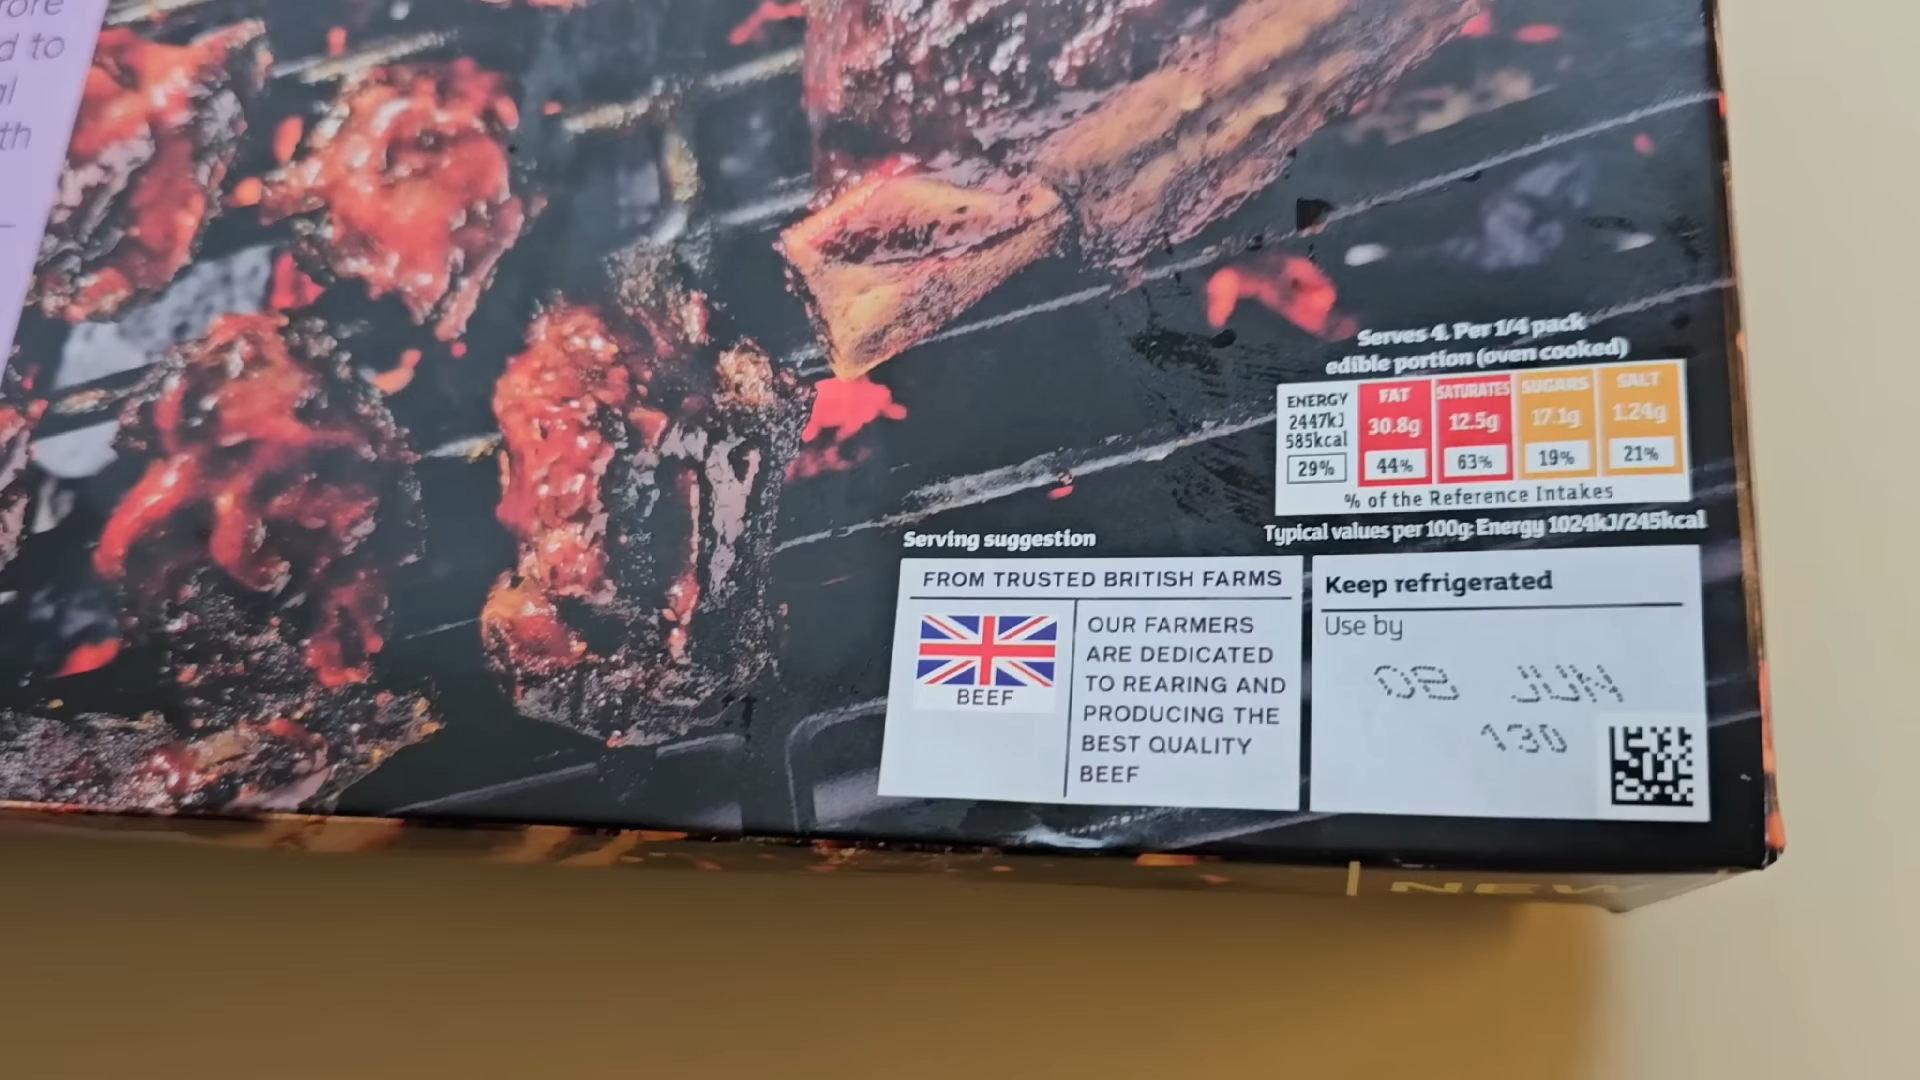 d to
al
th
Serves 4. Per 1/4 pack
edible portion (oven cooked)
ENERGY
2447kJ
585kcal
29%
FAT
30.8g
44%
SATURATES
12.5g
63%
SUGARS
17.1g
19%
SALT
1.24g
21%
% of the Reference Intakes
Typical values per 100g: Energy 1024kJ/245kcal
Serving suggestion
FROM TRUSTED BRITISH FARMS
BEEF
OUR FARMERS
ARE DEDICATED
TO REARING AND
PRODUCING THE
BEST QUALITY
BEEF
Keep refrigerated
Use by
NEW